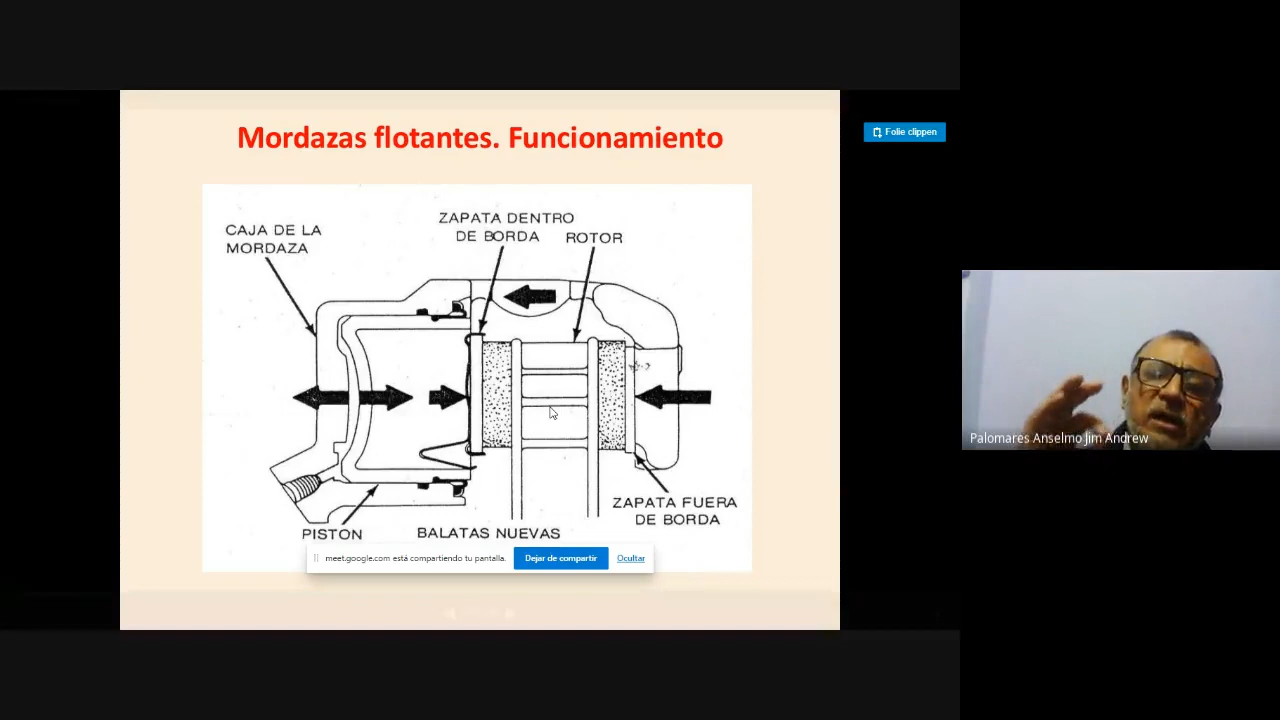 Mordazas flotantes. Funcionamiento
Folie clippen
CAJA DE LA
MORDAZA
ZAPATA DENTRO
DE BORDA
ROTOR
ZAPATA FUERA
DE BORDA
PISTON
BALATAS NUEVAS
meet.google.com está compartiendo tu pantalla.
Dejar de compartir
Ocultar
Palomares Anselmo Jim Andrew